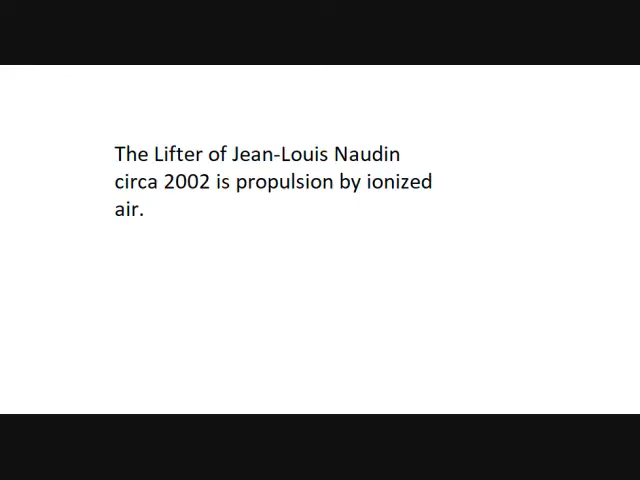 The Lifter of Jean-Louis Naudin
circa 2002 is propulsion by ionized
air.